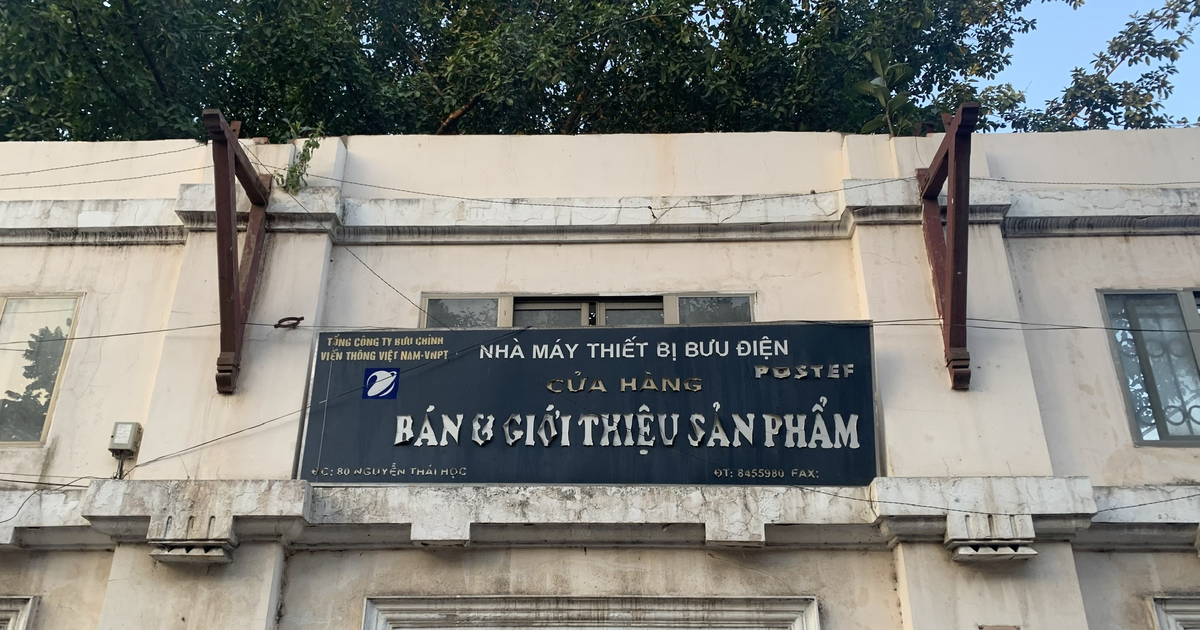 TỔNG CÔNG TY BƯU CHÍNH
VIỄN THÔNG VIỆT NAM-VNPT
NHÀ MÁY THIẾT BỊ BƯU ĐIỆN
POSTEF
CỬA HÀNG
BÁN & GIỚI THIỆU SẢN PHẨM
ĐC: 80 NGUYỄN THÁI HỌC
ĐT: 8455980 FAX: